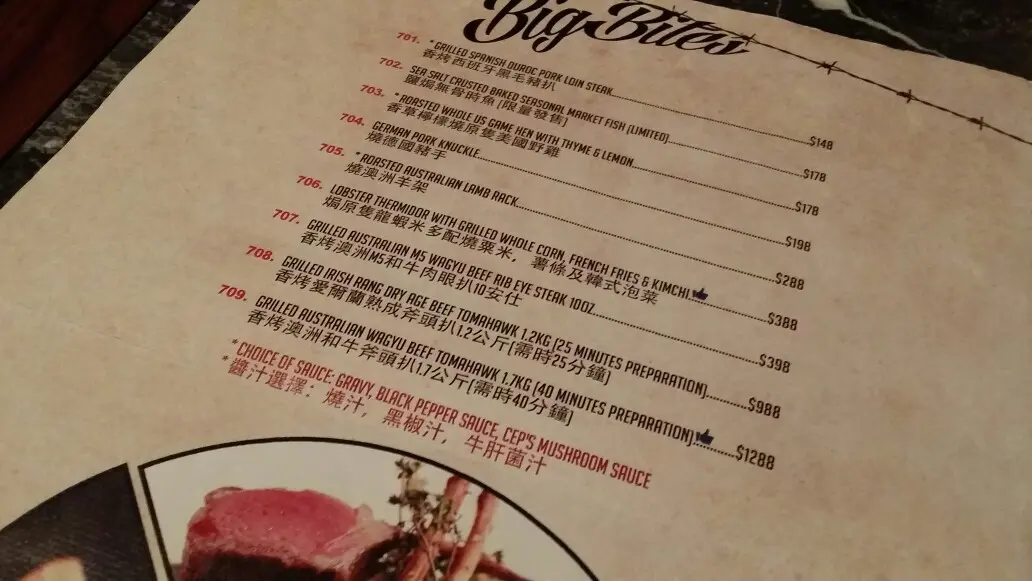 Big Bites
701. * GRILLED SPANISH DUROC PORK LOIN STEAK $148
香烤西班牙黑毛豬扒
702. SEA SALT CRUSTED BAKED SEASONAL MARKET FISH (LIMITED) $178
鹽焗無骨時魚(限量發售)
703. * ROASTED WHOLE US GAME HEN WITH THYME & LEMON $178
香草檸檬燒原隻美國野雞
704. GERMAN PORK KNUCKLE $198
燒德國豬手
705. * ROASTED AUSTRALIAN LAMB RACK $288
燒澳洲羊架
706. LOBSTER THERMIDOR WITH GRILLED WHOLE CORN, FRENCH FRIES & KIMCHI $388
焗原隻龍蝦米多配燒粟米, 薯條及韓式泡菜
707. GRILLED AUSTRALIAN M5 WAGYU BEEF RIB EYE STEAK 10OZ $398
香烤澳洲M5和牛肉眼扒10安仕
708. GRILLED IRISH RANG DRY AGE BEEF TOMAHAWK 1.2KG (25 MINUTES PREPARATION) $988
香烤愛爾蘭熟成斧頭扒1.2公斤(需時25分鐘)
709. GRILLED AUSTRALIAN WAGYU BEEF TOMAHAWK 1.7KG (40 MINUTES PREPARATION) $1288
香烤澳洲和牛斧頭扒1.7公斤(需時40分鐘)
* CHOICE OF SAUCE: GRAVY, BLACK PEPPER SAUCE, CEP'S MUSHROOM SAUCE
* 醬汁選擇: 燒汁, 黑椒汁, 牛肝菌汁